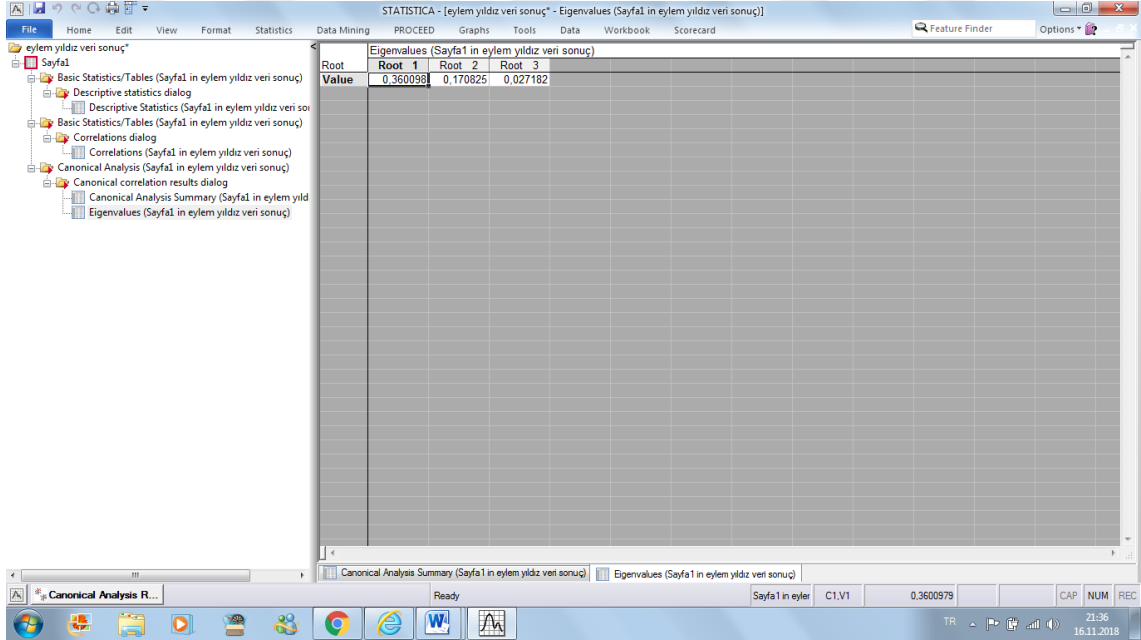 STATISTICA - [eylem yıldız veri sonuç* - Eigenvalues (Sayfa1 in eylem yıldız veri sonuç)]
File Home Edit View Format Statistics Data Mining PROCEED Graphs Tools Data Workbook Scorecard Feature Finder Options
eylem yıldız veri sonuç*
Sayfa1
Basic Statistics/Tables (Sayfa1 in eylem yıldız veri sonuç)
Descriptive statistics dialog
Descriptive Statistics (Sayfa1 in eylem yıldız veri so
Basic Statistics/Tables (Sayfa1 in eylem yıldız veri sonuç)
Correlations dialog
Correlations (Sayfa1 in eylem yıldız veri sonuç)
Canonical Analysis (Sayfa1 in eylem yıldız veri sonuç)
Canonical correlation results dialog
Canonical Analysis Summary (Sayfa1 in eylem yıld
Eigenvalues (Sayfa1 in eylem yıldız veri sonuç)
Eigenvalues (Sayfa1 in eylem yıldız veri sonuç)
Root Root 1 Root 2 Root 3
Value 0,360098 0,170825 0,027182
Canonical Analysis Summary (Sayfa1 in eylem yıldız veri sonuç) Eigenvalues (Sayfa1 in eylem yıldız veri sonuç)
Canonical Analysis R... Ready Sayfa1 in eyler C1,V1 0,3600979 CAP NUM REC
TR 21:36
16.11.2018